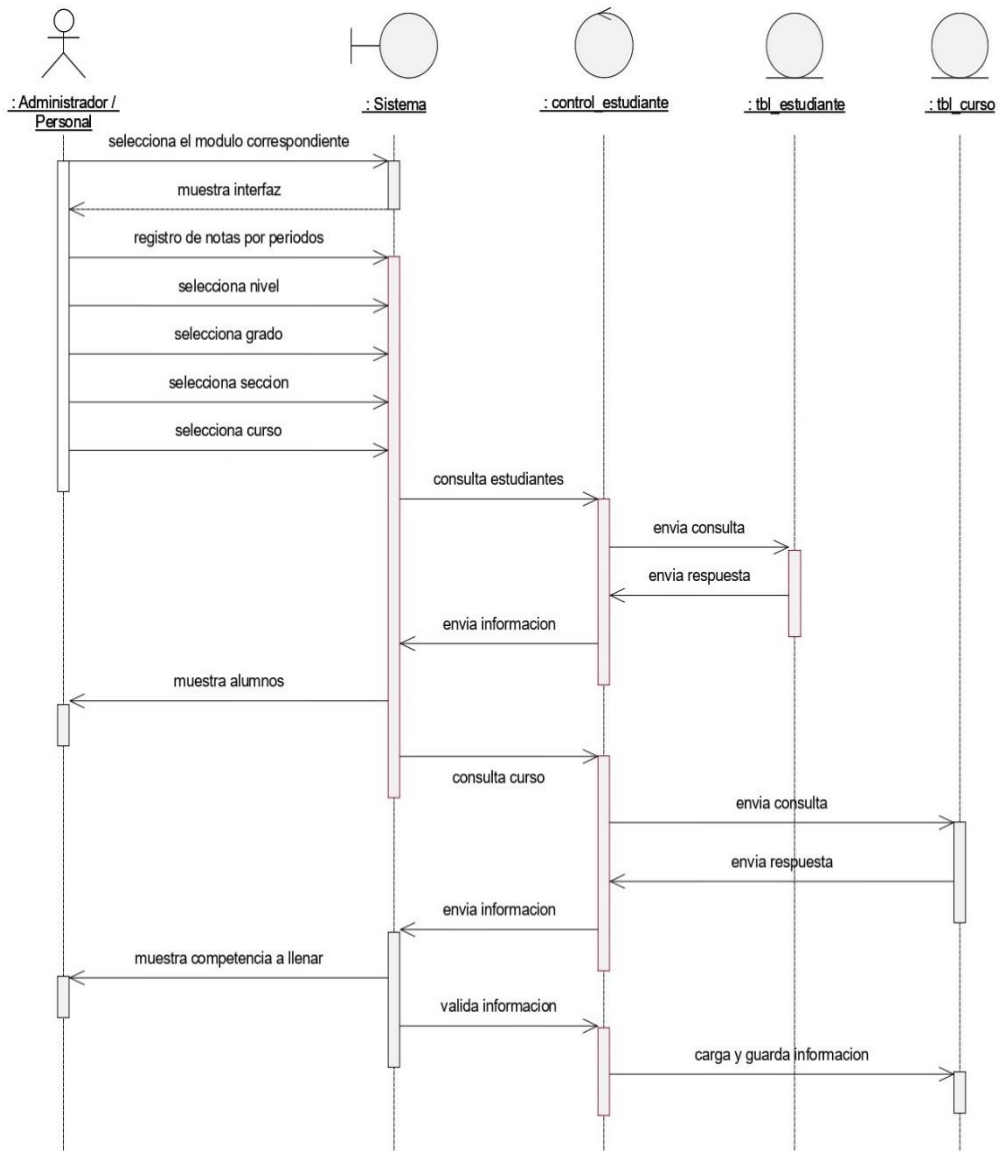 : Administrador /
Personal
: Sistema
: control_estudiante
: tbl_estudiante
: tbl_curso
selecciona el modulo correspondiente
muestra interfaz
registro de notas por periodos
selecciona nivel
selecciona grado
selecciona seccion
selecciona curso
consulta estudiantes
envia consulta
envia respuesta
envia informacion
muestra alumnos
consulta curso
envia consulta
envia respuesta
envia informacion
muestra competencia a llenar
valida informacion
carga y guarda informacion